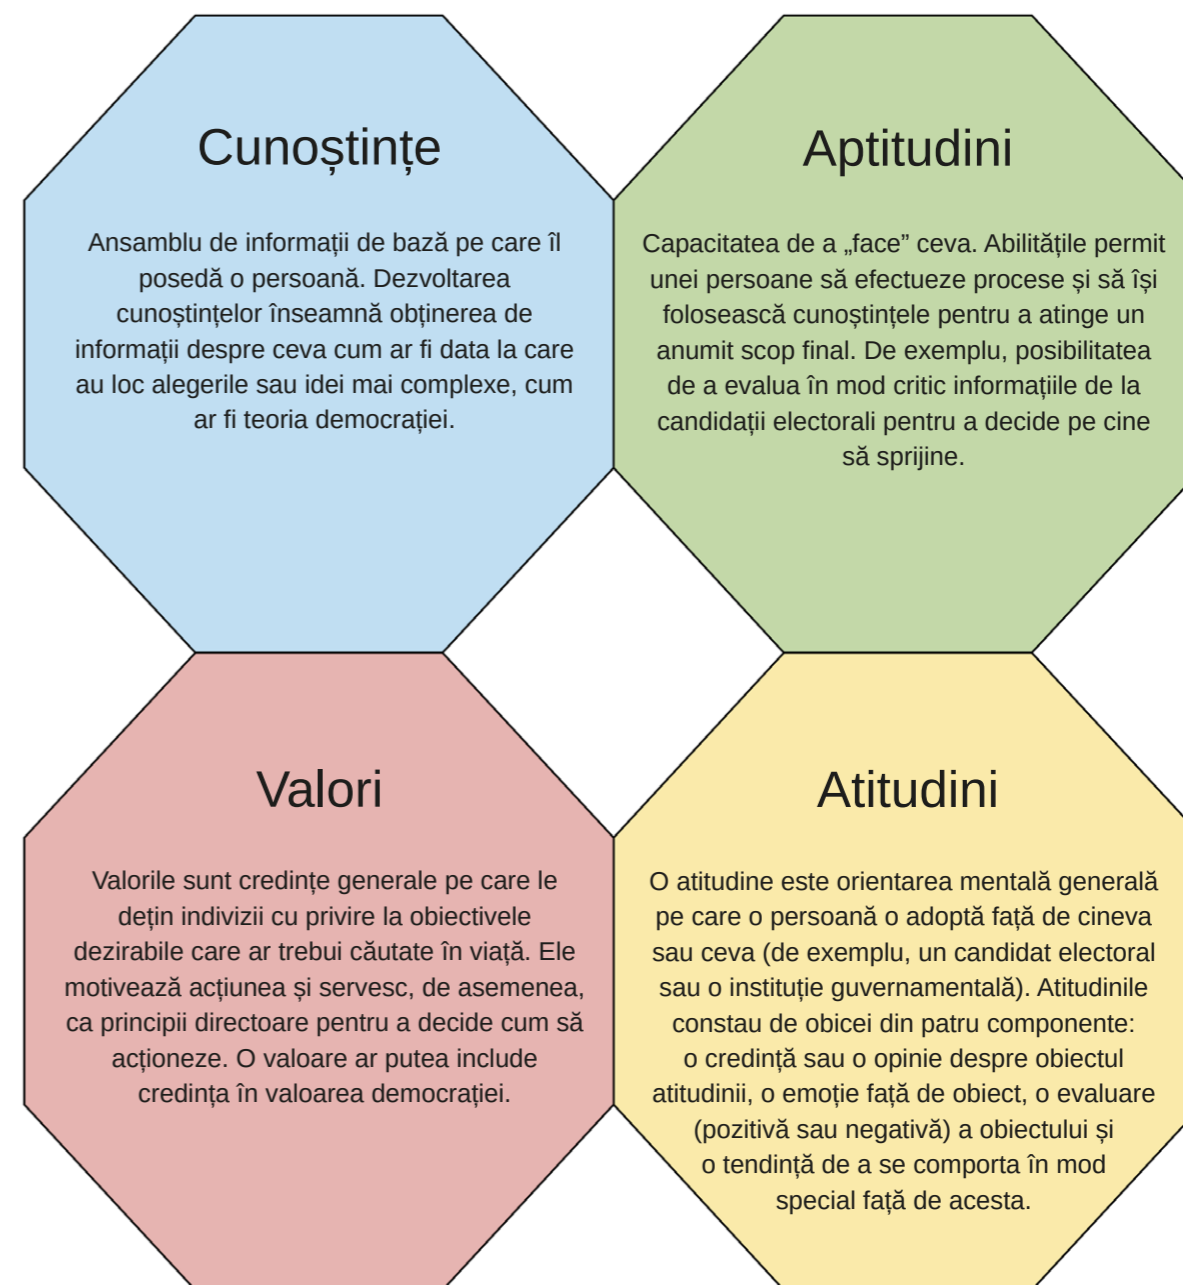 Cunoștințe
Ansamblu de informații de bază pe care îl
posedă o persoană. Dezvoltarea
cunoștințelor înseamnă obținerea de
informații despre ceva cum ar fi data la care
au loc alegerile sau idei mai complexe, cum
ar fi teoria democrației.
Aptitudini
Capacitatea de a „face” ceva. Abilitățile permit
unei persoane să efectueze procese și să își
folosească cunoștințele pentru a atinge un
anumit scop final. De exemplu, posibilitatea
de a evalua în mod critic informațiile de la
candidații electorali pentru a decide pe cine
să sprijine.
Valori
Valorile sunt credințe generale pe care le
dețin indivizii cu privire la obiectivele
dezirabile care ar trebui căutate în viață. Ele
motivează acțiunea și servesc, de asemenea,
ca principii directoare pentru a decide cum să
acționeze. O valoare ar putea include
credința în valoarea democrației.
Atitudini
O atitudine este orientarea mentală generală
pe care o persoană o adoptă față de cineva
sau ceva (de exemplu, un candidat electoral
sau o instituție guvernamentală). Atitudinile
constau de obicei din patru componente:
o credință sau o opinie despre obiectul
atitudinii, o emoție față de obiect, o evaluare
(pozitivă sau negativă) a obiectului și
o tendință de a se comporta în mod
special față de acesta.